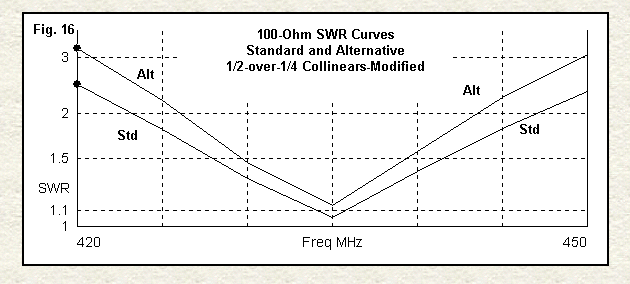 Fig. 16
100-Ohm SWR Curves
Standard and Alternative
1/2-over-1/4 Collinears-Modified
3
Alt
Alt
2
Std
Std
1.5
SWR
1.1
1
420
Freq MHz
450